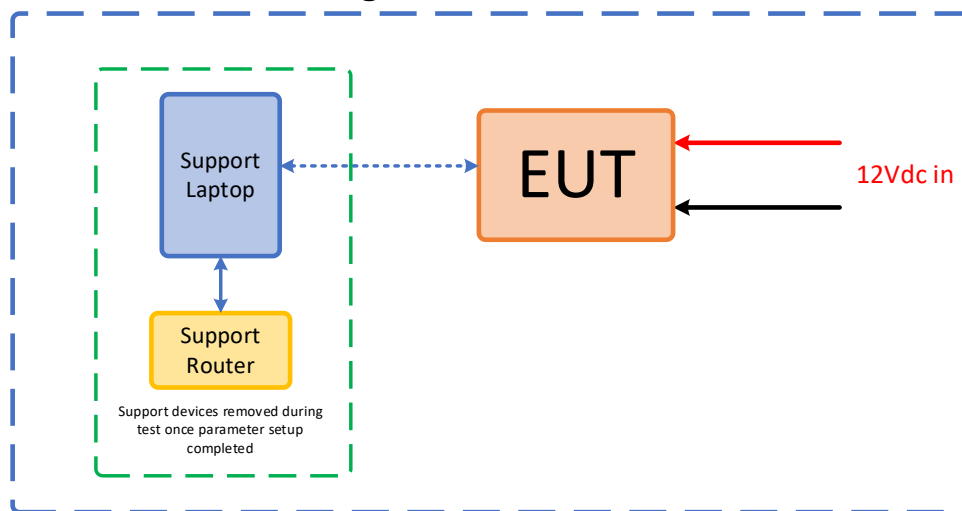 Support
Laptop
EUT
12Vdc in
Support
Router
Support devices removed during
test once parameter setup
completed